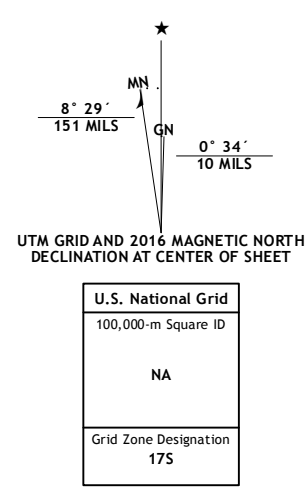 ★
MN
8° 29´
151 MILS
GN
0° 34´
10 MILS
UTM GRID AND 2016 MAGNETIC NORTH
DECLINATION AT CENTER OF SHEET
U.S. National Grid
100,000-m Square ID
NA
Grid Zone Designation
17S